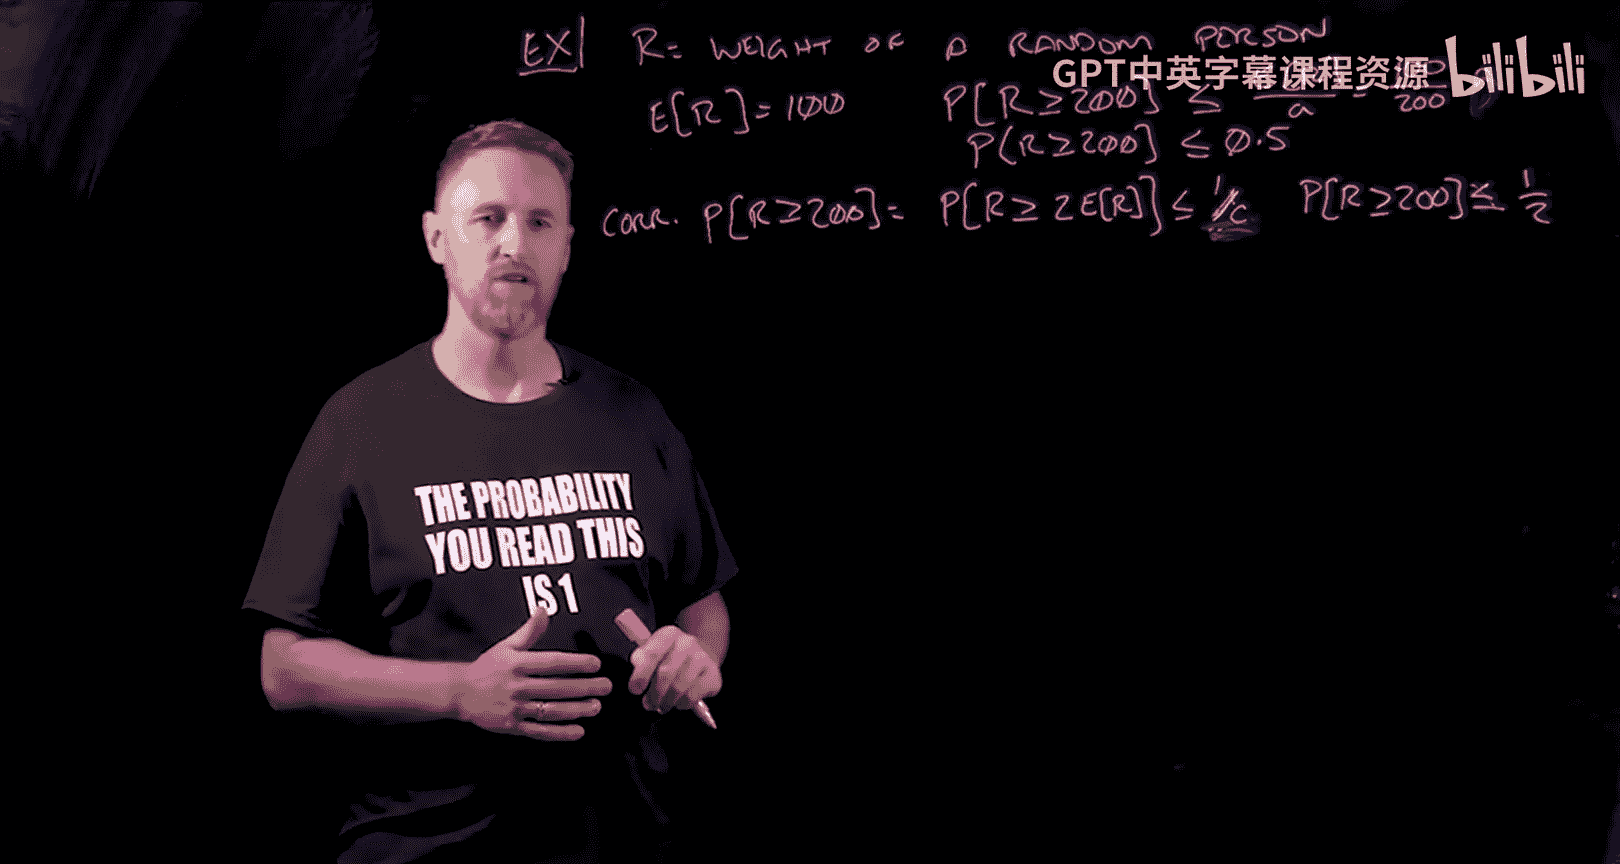 EX R= WEIGHT OF A RANDOM PERSON
GPT中英字幕课程资源 bilibili
E[R]=100 P[R≥200] ≤ /a = /200
P(R≥200] ≤ 0.5
CORR. P[R≥200]= P[R≥2E[R]] ≤ 1/c P[R≥200]≤ 1/2
THE PROBABILITY
YOU READ THIS
IS 1